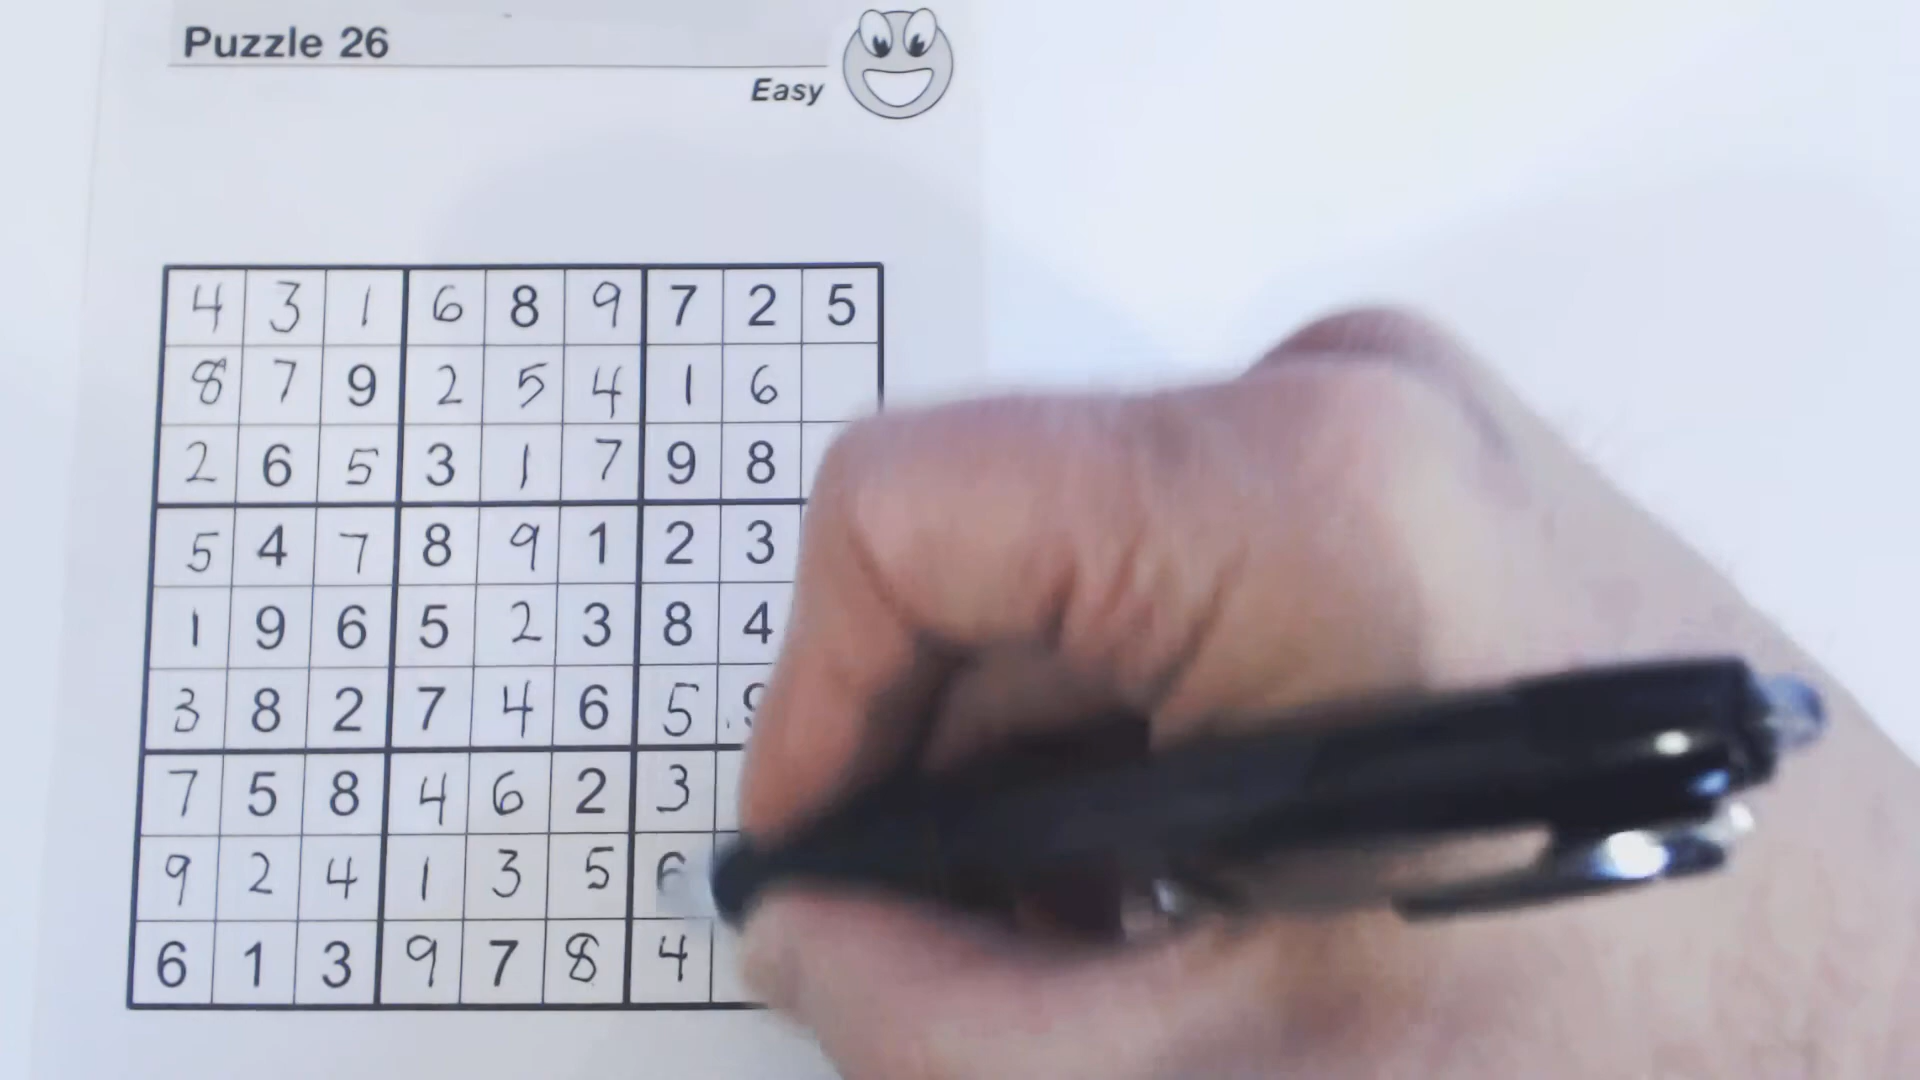 Puzzle 26
Easy
4 3 1 6 8 9 7 2 5
8 7 9 2 5 4 1 6
2 6 5 3 1 7 9 8
5 4 7 8 9 1 2 3
1 9 6 5 2 3 8 4
3 8 2 7 4 6 5 9
7 5 8 4 6 2 3
9 2 4 1 3 5 6
6 1 3 9 7 8 4